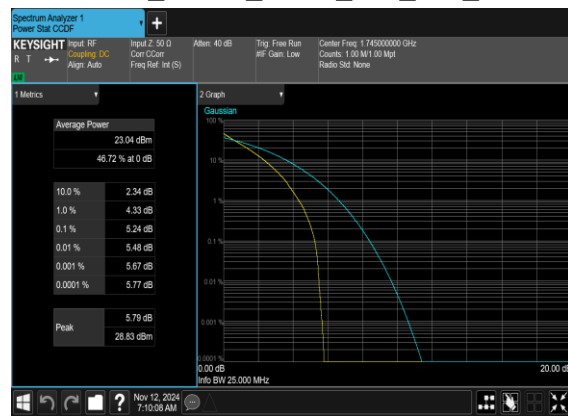 Spectrum Analyzer 1
Power Stat CCDF
KEYSIGHT
Input: RF
Coupling: DC
Align: Auto
Input Z: 50 Ω
Corr CCorr
Freq Ref: Int (S)
Atten: 40 dB
Trig: Free Run
#IF Gain: Low
Center Freq: 1.745000000 GHz
Counts: 1.00 M/1.00 Mpt
Radio Std: None
R T
LNI
1 Metrics
2 Graph
Average Power
23.04 dBm
46.72 % at 0 dB
10.0 % 2.34 dB
1.0 % 4.33 dB
0.1 % 5.24 dB
0.01 % 5.48 dB
0.001 % 5.67 dB
0.0001 % 5.77 dB
Peak
5.79 dB
28.83 dBm
Gaussian
100 %
10 %
1 %
0.1 %
0.01 %
0.001 %
0.0001 %
0.00 dB
20.00 dB
Info BW 25.000 MHz
?
Nov 12, 2024
7:10:08 AM